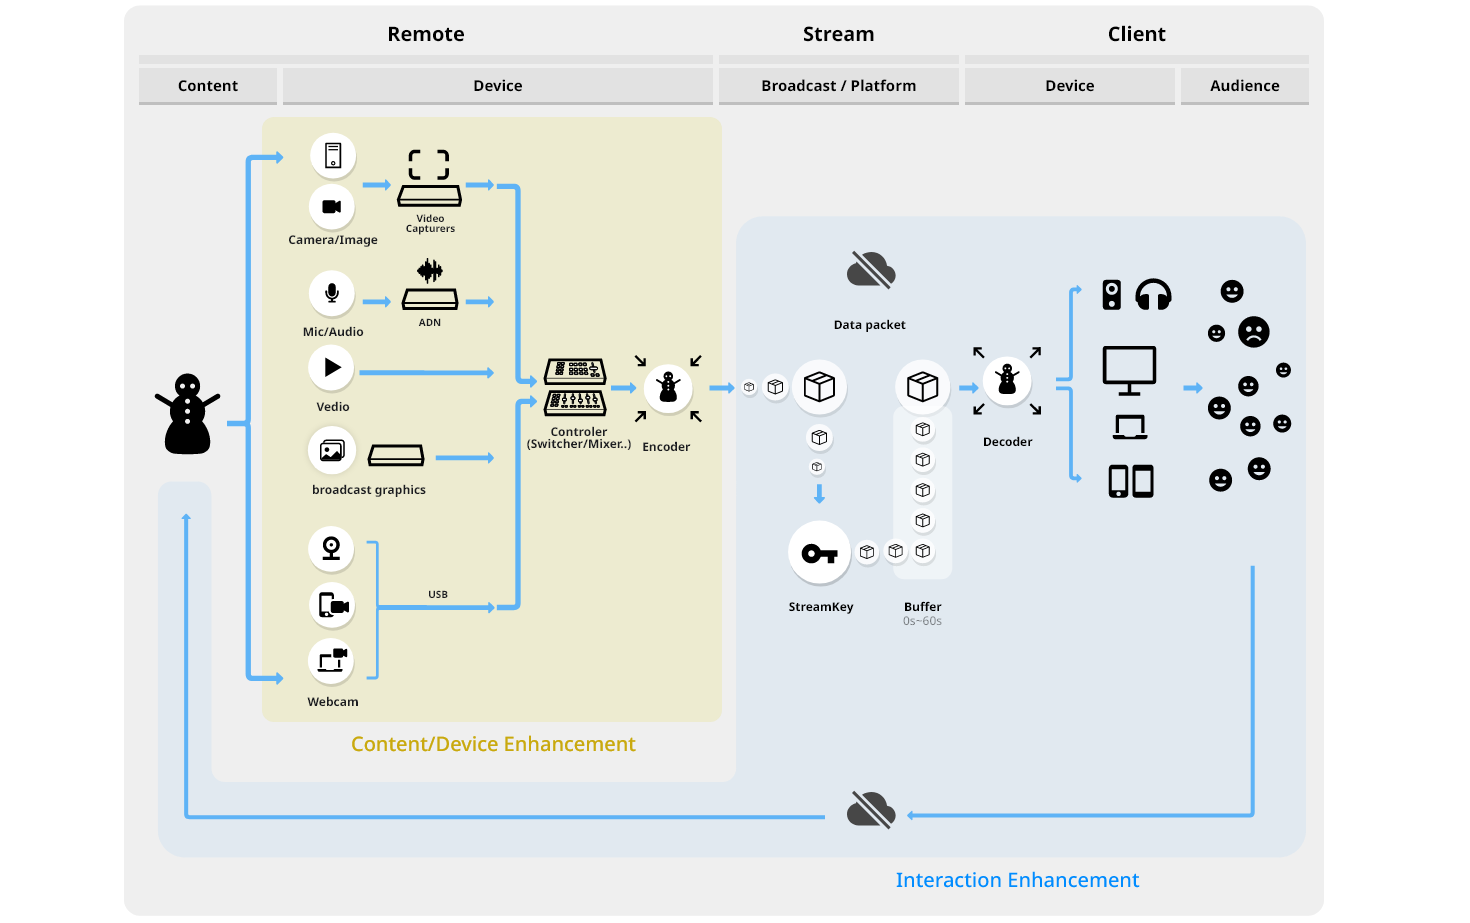 Remote
Stream
Client
Content
Device
Broadcast / Platform
Device
Audience
Camera/Image
Video
Capturers
Mic/Audio
ADN
Vedio
broadcast graphics
USB
Webcam
Controler
(Switcher/Mixer..)
Encoder
Content/Device Enhancement
Data packet
StreamKey
Buffer
0s~60s
Decoder
Interaction Enhancement